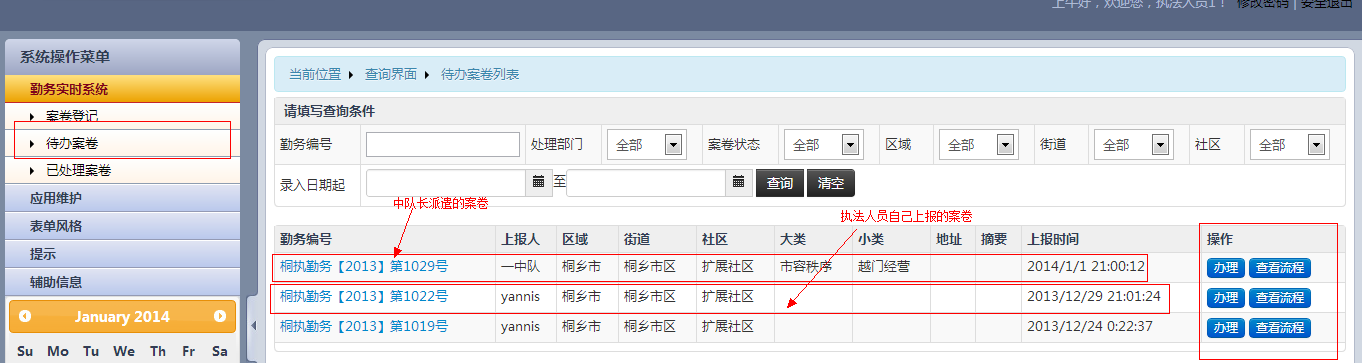 上午好，欢迎您，执法人员1！ 修改密码 | 安全退出
系统操作菜单
勤务实时系统
案卷登记
待办案卷
已处理案卷
应用维护
表单风格
提示
辅助信息
January 2014
Su Mo Tu We Th Fr Sa
当前位置 查询界面 待办案卷列表
请填写查询条件
勤务编号 处理部门 全部 案卷状态 全部 区域 全部 街道 全部 社区 全部
录入日期起 至 查询 清空
中队长派遣的案卷
执法人员自己上报的案卷
勤务编号 上报人 区域 街道 社区 大类 小类 地址 摘要 上报时间 操作
桐执勤务【2013】第1029号 一中队 桐乡市 桐乡市区 扩展社区 市容秩序 越门经营 2014/1/1 21:00:12 办理 查看流程
桐执勤务【2013】第1022号 yannis 桐乡市 桐乡市区 扩展社区 2013/12/29 21:01:24 办理 查看流程
桐执勤务【2013】第1019号 yannis 桐乡市 桐乡市区 扩展社区 2013/12/24 0:22:37 办理 查看流程